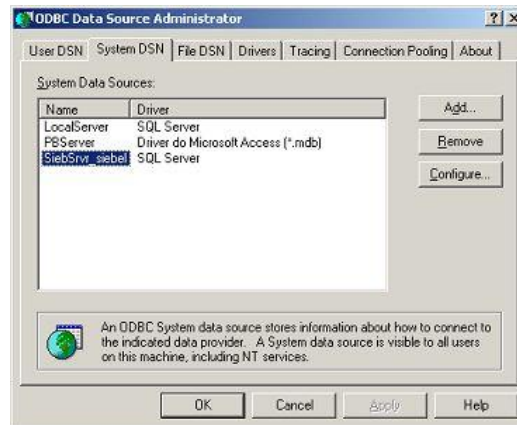 ODBC Data Source Administrator
User DSN System DSN File DSN Drivers Tracing Connection Pooling About
System Data Sources:
Name Driver
LocalServer SQL Server
PBServer Driver do Microsoft Access (*.mdb)
SiebSrvr_siebel SQL Server
Add...
Remove
Configure...
An ODBC System data source stores information about how to connect to
the indicated data provider. A System data source is visible to all users
on this machine, including NT services.
OK Cancel Apply Help